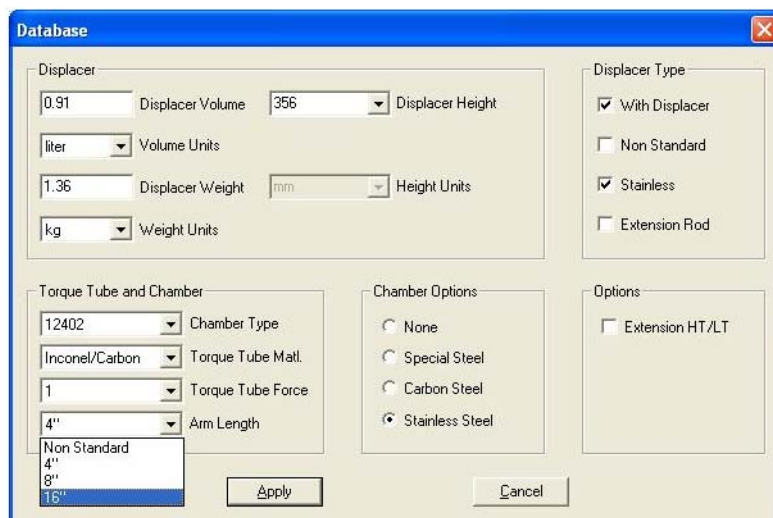 Database
Displacer
0.91 Displacer Volume 356 Displacer Height
liter Volume Units
1.36 Displacer Weight mm Height Units
kg Weight Units
Displacer Type
With Displacer
Non Standard
Stainless
Extension Rod
Torque Tube and Chamber
12402 Chamber Type
Inconel/Carbon Torque Tube Matl.
1 Torque Tube Force
4" Arm Length
Non Standard
4"
8"
16"
Chamber Options
None
Special Steel
Carbon Steel
Stainless Steel
Options
Extension HT/LT
Apply
Cancel